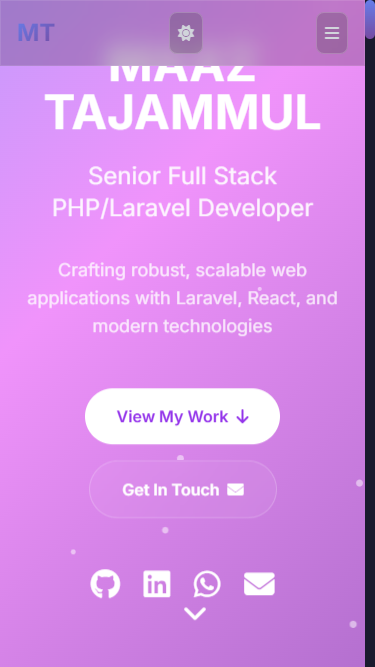 MT
MAAZ
TAJAMMUL
Senior Full Stack
PHP/Laravel Developer
Crafting robust, scalable web
applications with Laravel, React, and
modern technologies
View My Work
Get In Touch